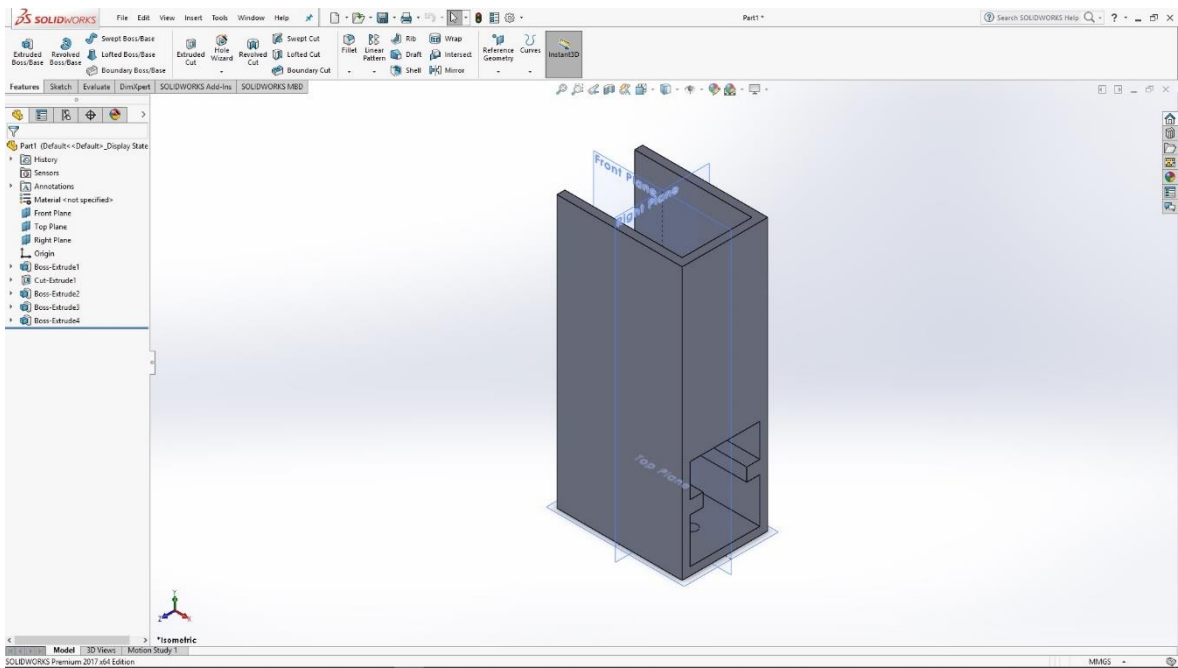 SOLIDWORKS File Edit View Insert Tools Window Help Part1 * Search SOLIDWORKS Help
Extruded Boss/Base
Revolved Boss/Base
Swept Boss/Base
Lofted Boss/Base
Boundary Boss/Base
Extruded Cut
Hole Wizard
Revolved Cut
Swept Cut
Lofted Cut
Boundary Cut
Fillet
Linear Pattern
Rib
Draft
Shell
Wrap
Intersect
Mirror
Reference Geometry
Curves
Instant3D
Features Sketch Evaluate DimXpert SOLIDWORKS Add-Ins SOLIDWORKS MBD
Part1 (Default<<Default>_Display State
History
Sensors
Annotations
Material <not specified>
Front Plane
Top Plane
Right Plane
Origin
Boss-Extrude1
Cut-Extrude1
Boss-Extrude2
Boss-Extrude3
Boss-Extrude4
Front Plane
Right Plane
Top Plane
Y
Z X
*Isometric
Model 3D Views Motion Study 1
SOLIDWORKS Premium 2017 x64 Edition MMGS